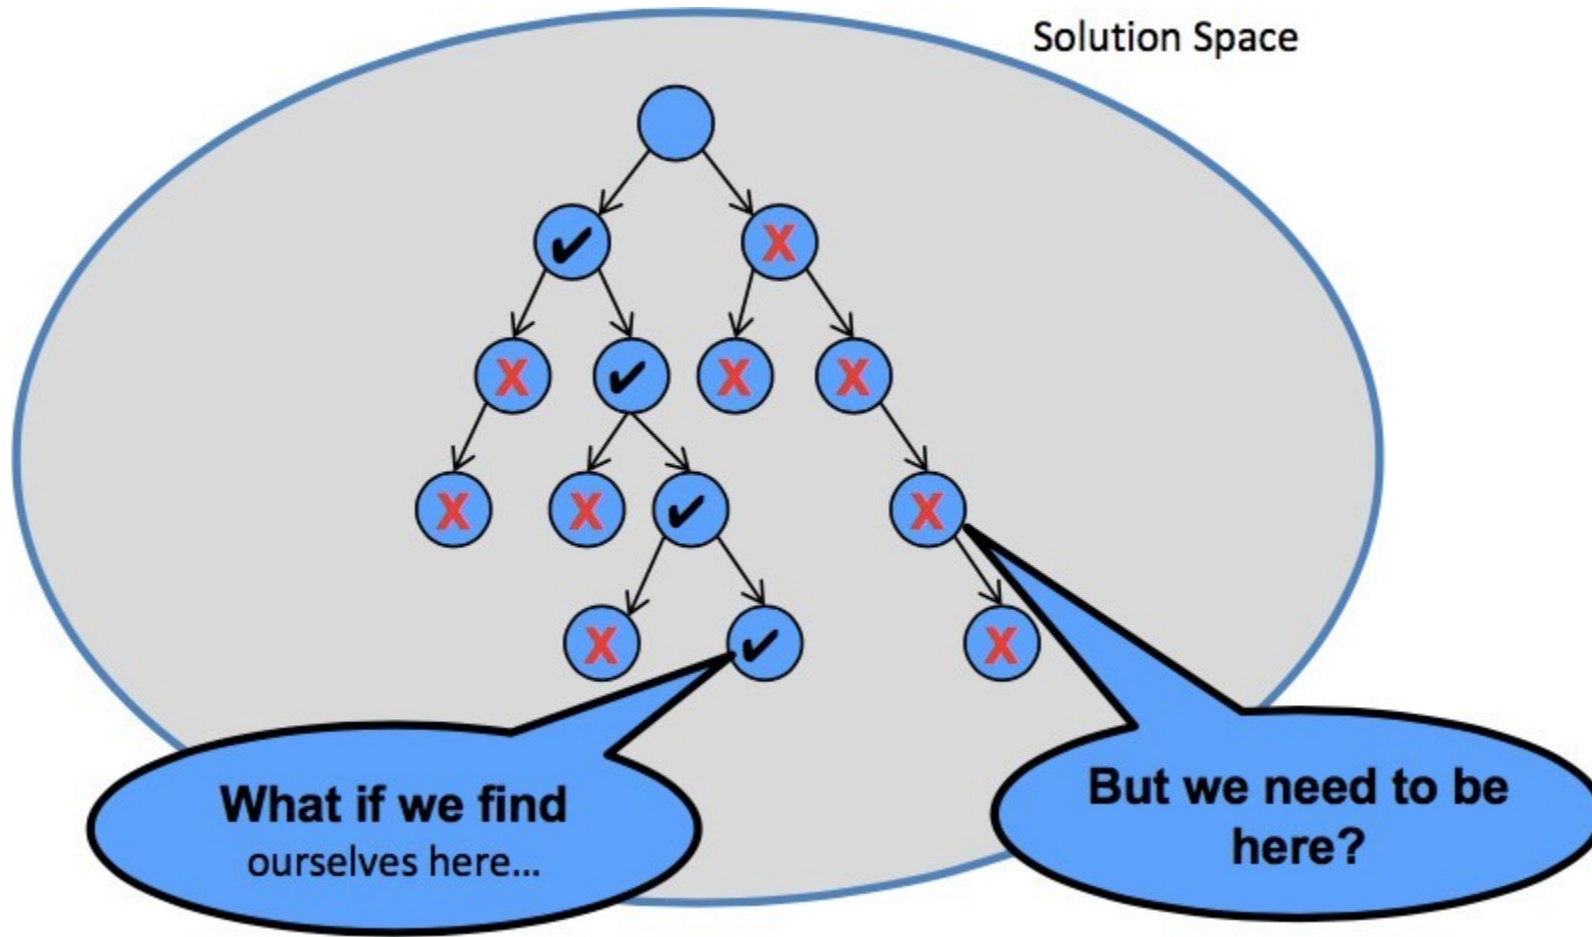 Solution Space
✔
X
X
✔
X
X
X
X
✔
X
X
✔
X
What if we find
ourselves here...
But we need to be
here?